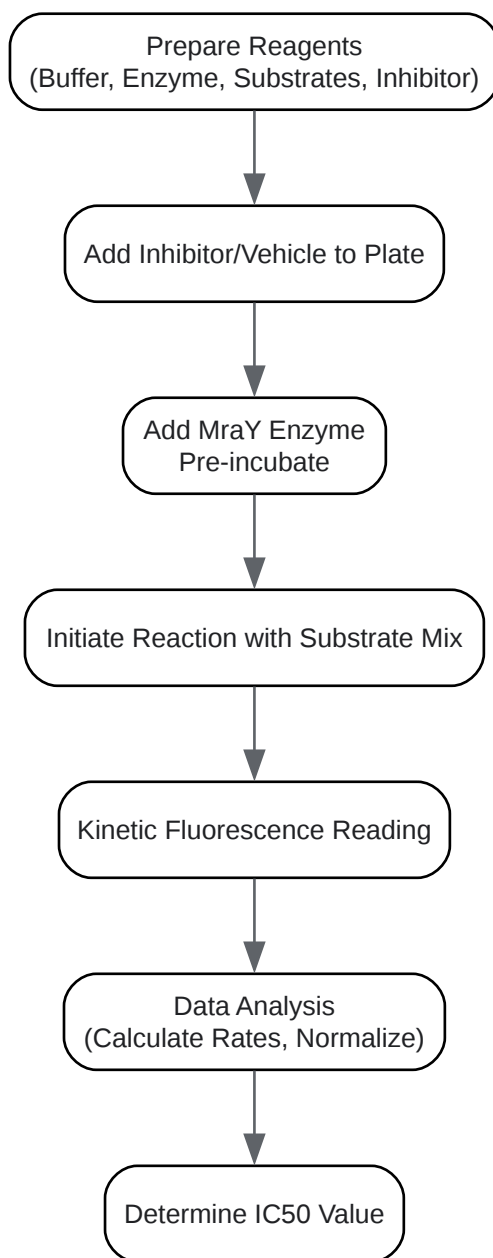 Prepare Reagents
(Buffer, Enzyme, Substrates, Inhibitor)
Add Inhibitor/Vehicle to Plate
Add MraY Enzyme
Pre-incubate
Initiate Reaction with Substrate Mix
Kinetic Fluorescence Reading
Data Analysis
(Calculate Rates, Normalize)
Determine IC50 Value